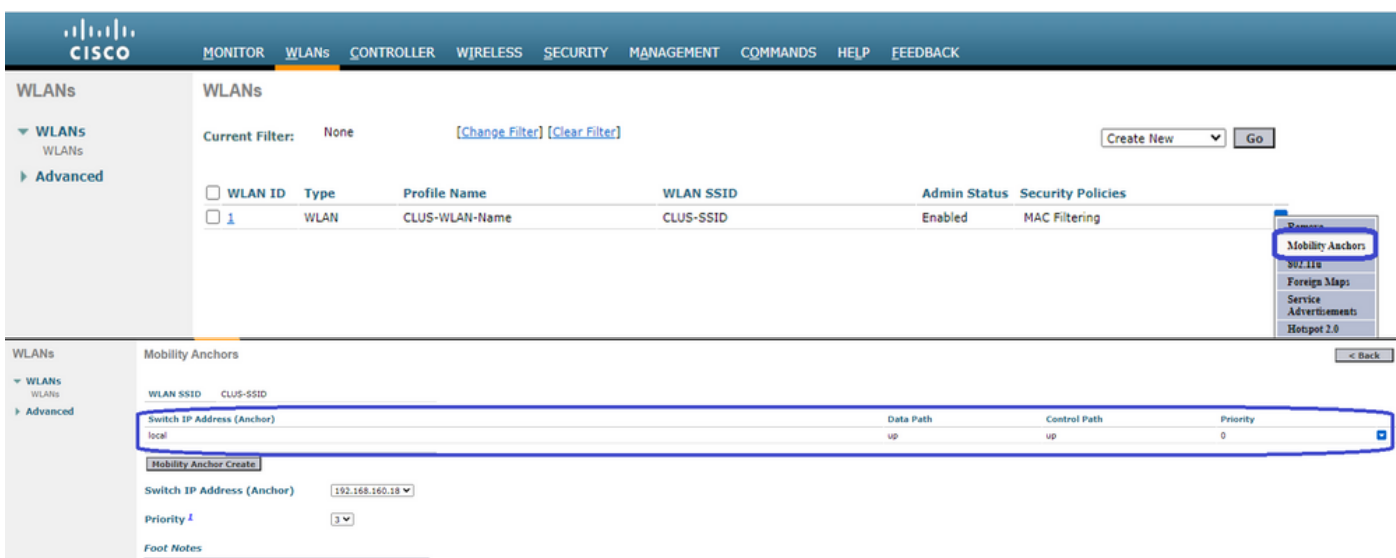 CISCO
MONITOR WLANs CONTROLLER WIRELESS SECURITY MANAGEMENT COMMANDS HELP FEEDBACK
WLANs
WLANs
WLANs
WLANs
Advanced
Current Filter: None [Change Filter] [Clear Filter]
Create New Go
WLAN ID Type Profile Name WLAN SSID Admin Status Security Policies
1 WLAN CLUS-WLAN-Name CLUS-SSID Enabled MAC Filtering
Remove
Mobility Anchors
802.11u
Foreign Maps
Service
Advertisements
Hotspot 2.0
WLANs
WLANs
WLANs
Advanced
Mobility Anchors
< Back
WLAN SSID CLUS-SSID
Switch IP Address (Anchor) Data Path Control Path Priority
local up up 0
Mobility Anchor Create
Switch IP Address (Anchor) 192.168.160.18
Priority 1 3
Foot Notes